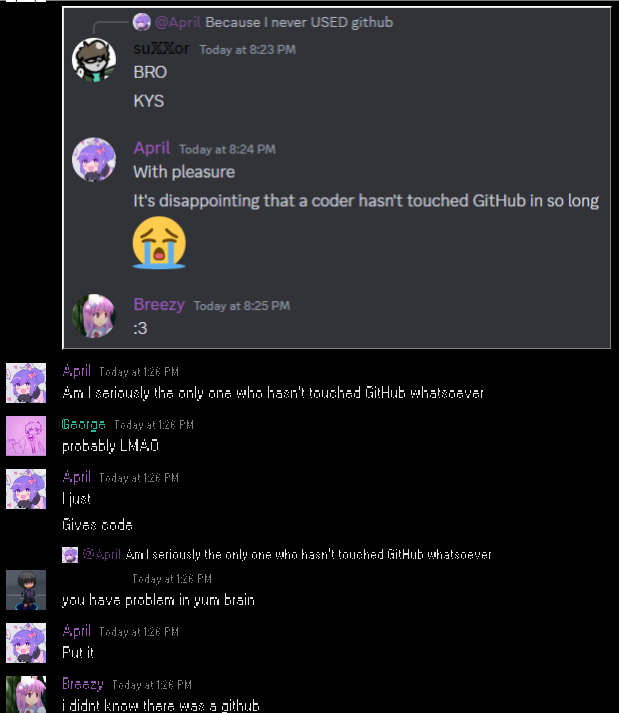 @April Because I never USED github
suXXor Today at 8:23 PM
BRO
KYS
April Today at 8:24 PM
With pleasure
It's disappointing that a coder hasn't touched GitHub in so long
Breezy Today at 8:25 PM
:3
April Today at 1:26 PM
Am I seriously the only one who hasn't touched GitHub whatsoever
George Today at 1:26 PM
probably LMAO
April Today at 1:26 PM
I just
Gives code
@April Am I seriously the only one who hasn't touched GitHub whatsoever
Today at 1:26 PM
you have problem in yum brain
April Today at 1:26 PM
Put it
Breezy Today at 1:26 PM
i didnt know there was a github